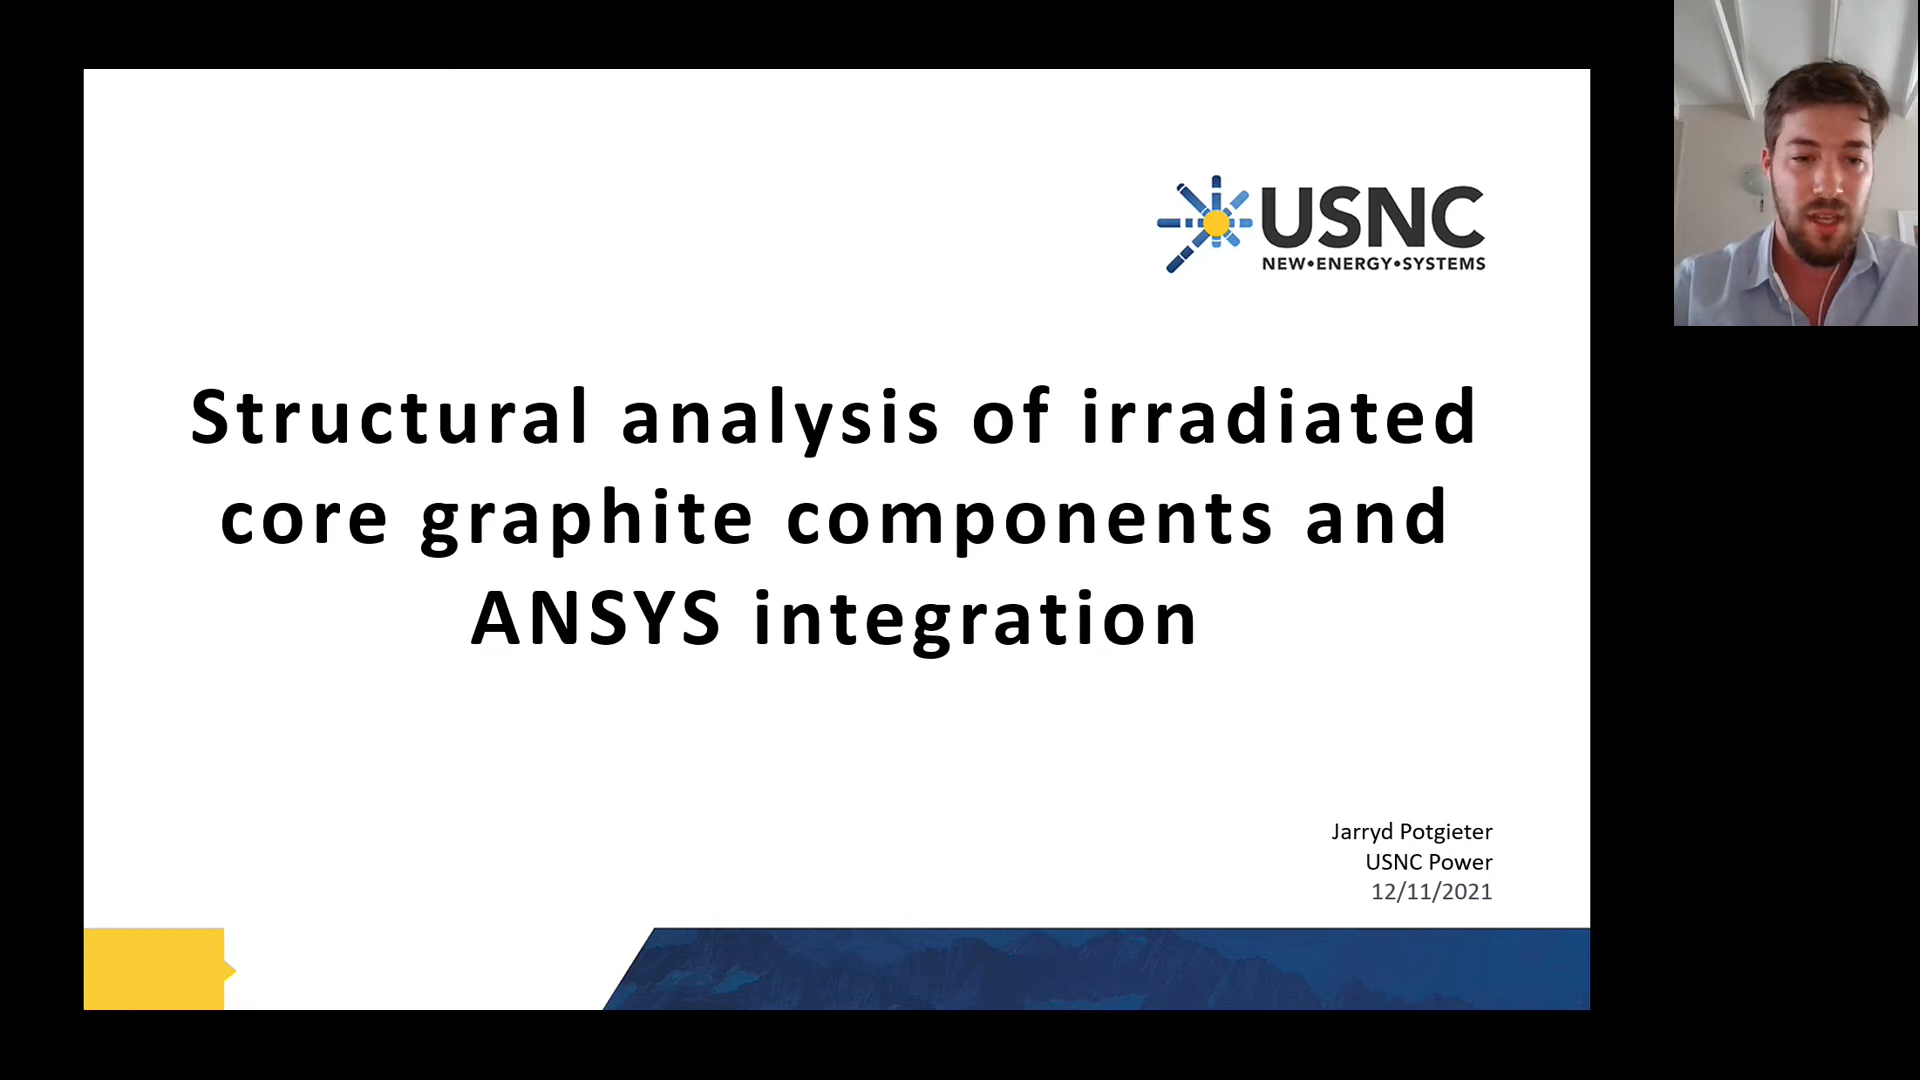 USNC
NEW•ENERGY•SYSTEMS
Structural analysis of irradiated
core graphite components and
ANSYS integration
Jarryd Potgieter
USNC Power
12/11/2021